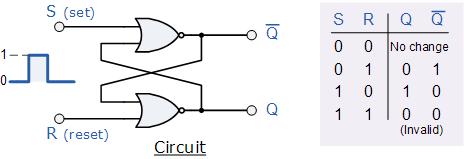 S (set)
Q̅
1
0
Q
R (reset)
Circuit
S R Q Q̅
0 0 No change
0 1 0 1
1 0 1 0
1 1 0 0
(Invalid)